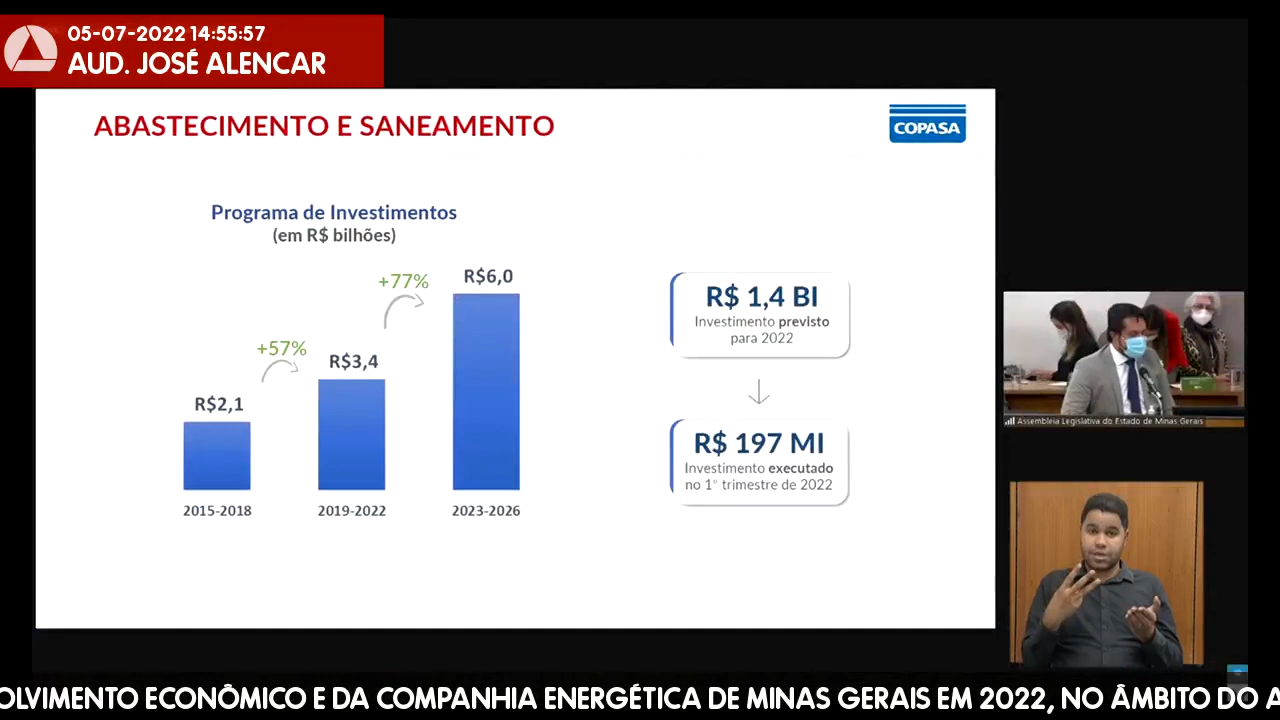 05-07-2022 14:55:57
AUD. JOSÉ ALENCAR
ABASTECIMENTO E SANEAMENTO
COPASA
Programa de Investimentos
(em R$ bilhões)
+77%
R$6,0
+57%
R$3,4
R$2,1
2015-2018
2019-2022
2023-2026
R$ 1,4 BI
Investimento previsto
para 2022
R$ 197 MI
Investimento executado
no 1° trimestre de 2022
Assembleia Legislativa do Estado de Minas Gerais
OLVIMENTO ECONÔMICO E DA COMPANHIA ENERGÉTICA DE MINAS GERAIS EM 2022, NO ÂMBITO DO A